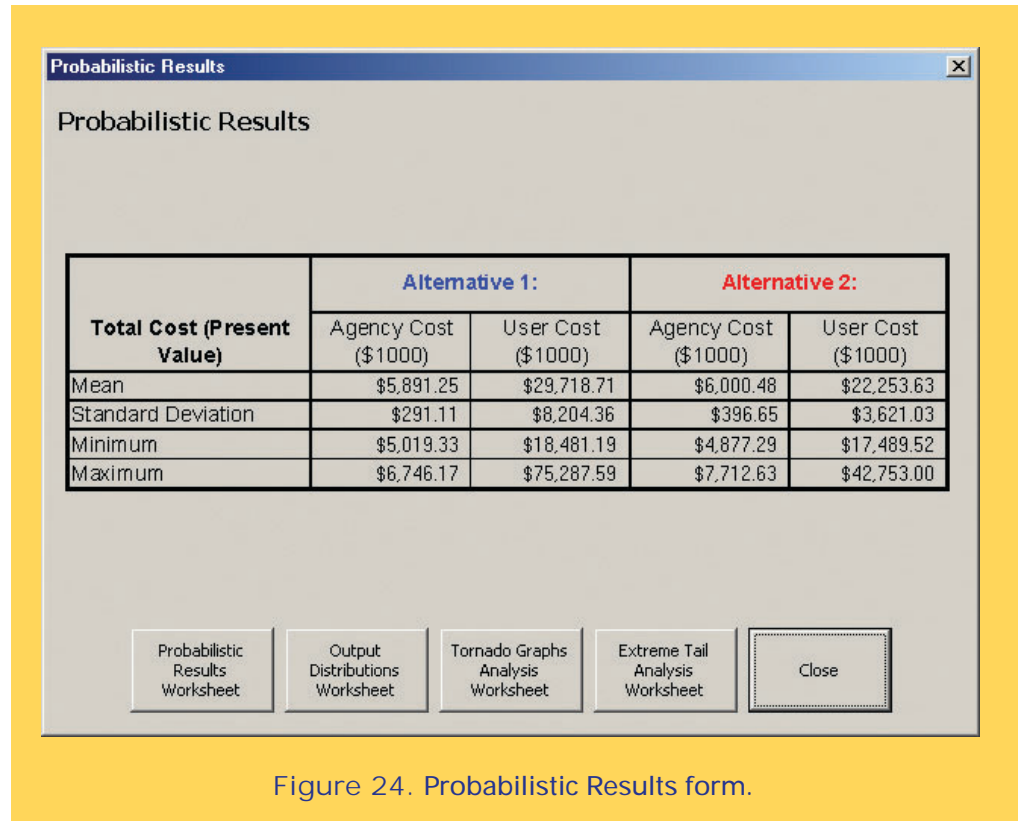 Probabilistic Results
Probabilistic Results
Alternative 1: Alternative 2:
Total Cost (Present Value) Agency Cost ($1000) User Cost ($1000) Agency Cost ($1000) User Cost ($1000)
Mean $5,891.25 $29,718.71 $6,000.48 $22,253.63
Standard Deviation $291.11 $8,204.36 $396.65 $3,621.03
Minimum $5,019.33 $18,481.19 $4,877.29 $17,489.52
Maximum $6,746.17 $75,287.59 $7,712.63 $42,753.00
Probabilistic Results Worksheet
Output Distributions Worksheet
Tornado Graphs Analysis Worksheet
Extreme Tail Analysis Worksheet
Close
Figure 24. Probabilistic Results form.